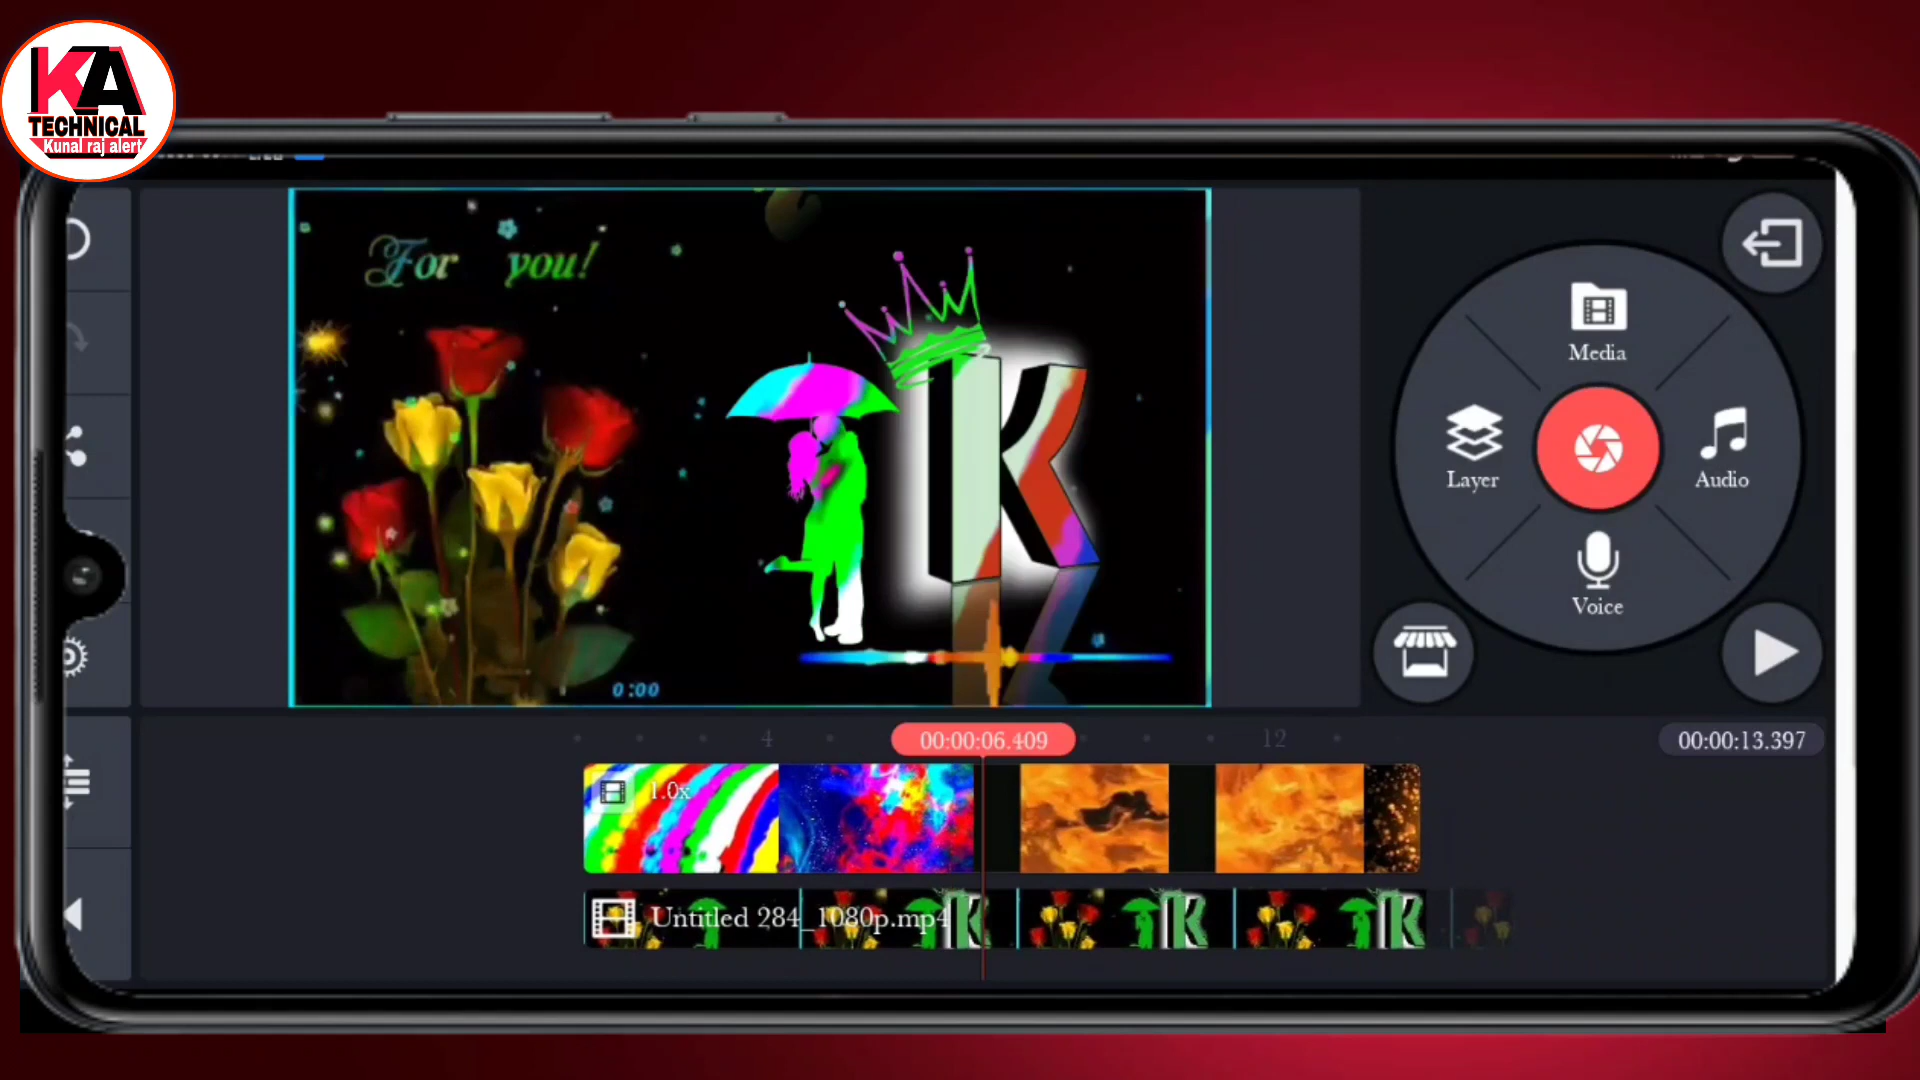 KA
TECHNICAL
Kunal raj alert
For you!
K
0:00
Media
Layer
Audio
Voice
4
00:00:06.409
12
00:00:13.397
1.0x
Untitled 284_1080p.mp4